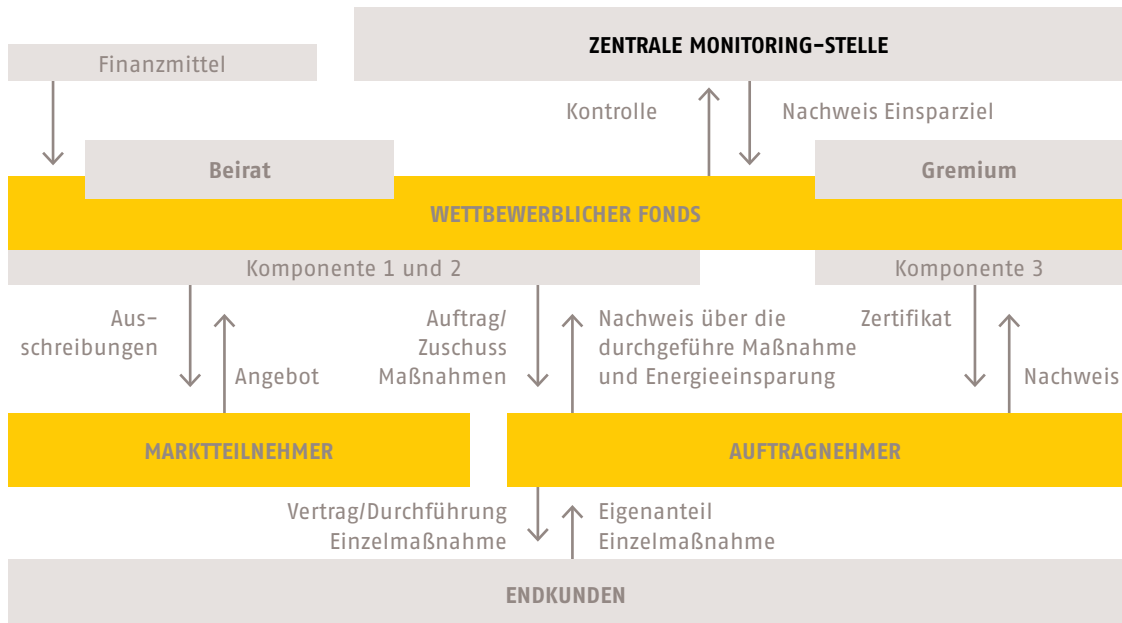 ZENTRALE MONITORING-STELLE
Finanzmittel
Kontrolle
Nachweis Einsparziel
Beirat
Gremium
WETTBEWERBLICHER FONDS
Komponente 1 und 2
Komponente 3
Aus-
schreibungen
Angebot
Auftrag/
Zuschuss
Maßnahmen
Nachweis über die
durchgeführe Maßnahme
und Energieeinsparung
Zertifikat
Nachweis
MARKTTEILNEHMER
AUFTRAGNEHMER
Vertrag/Durchführung
Einzelmaßnahme
Eigenanteil
Einzelmaßnahme
ENDKUNDEN